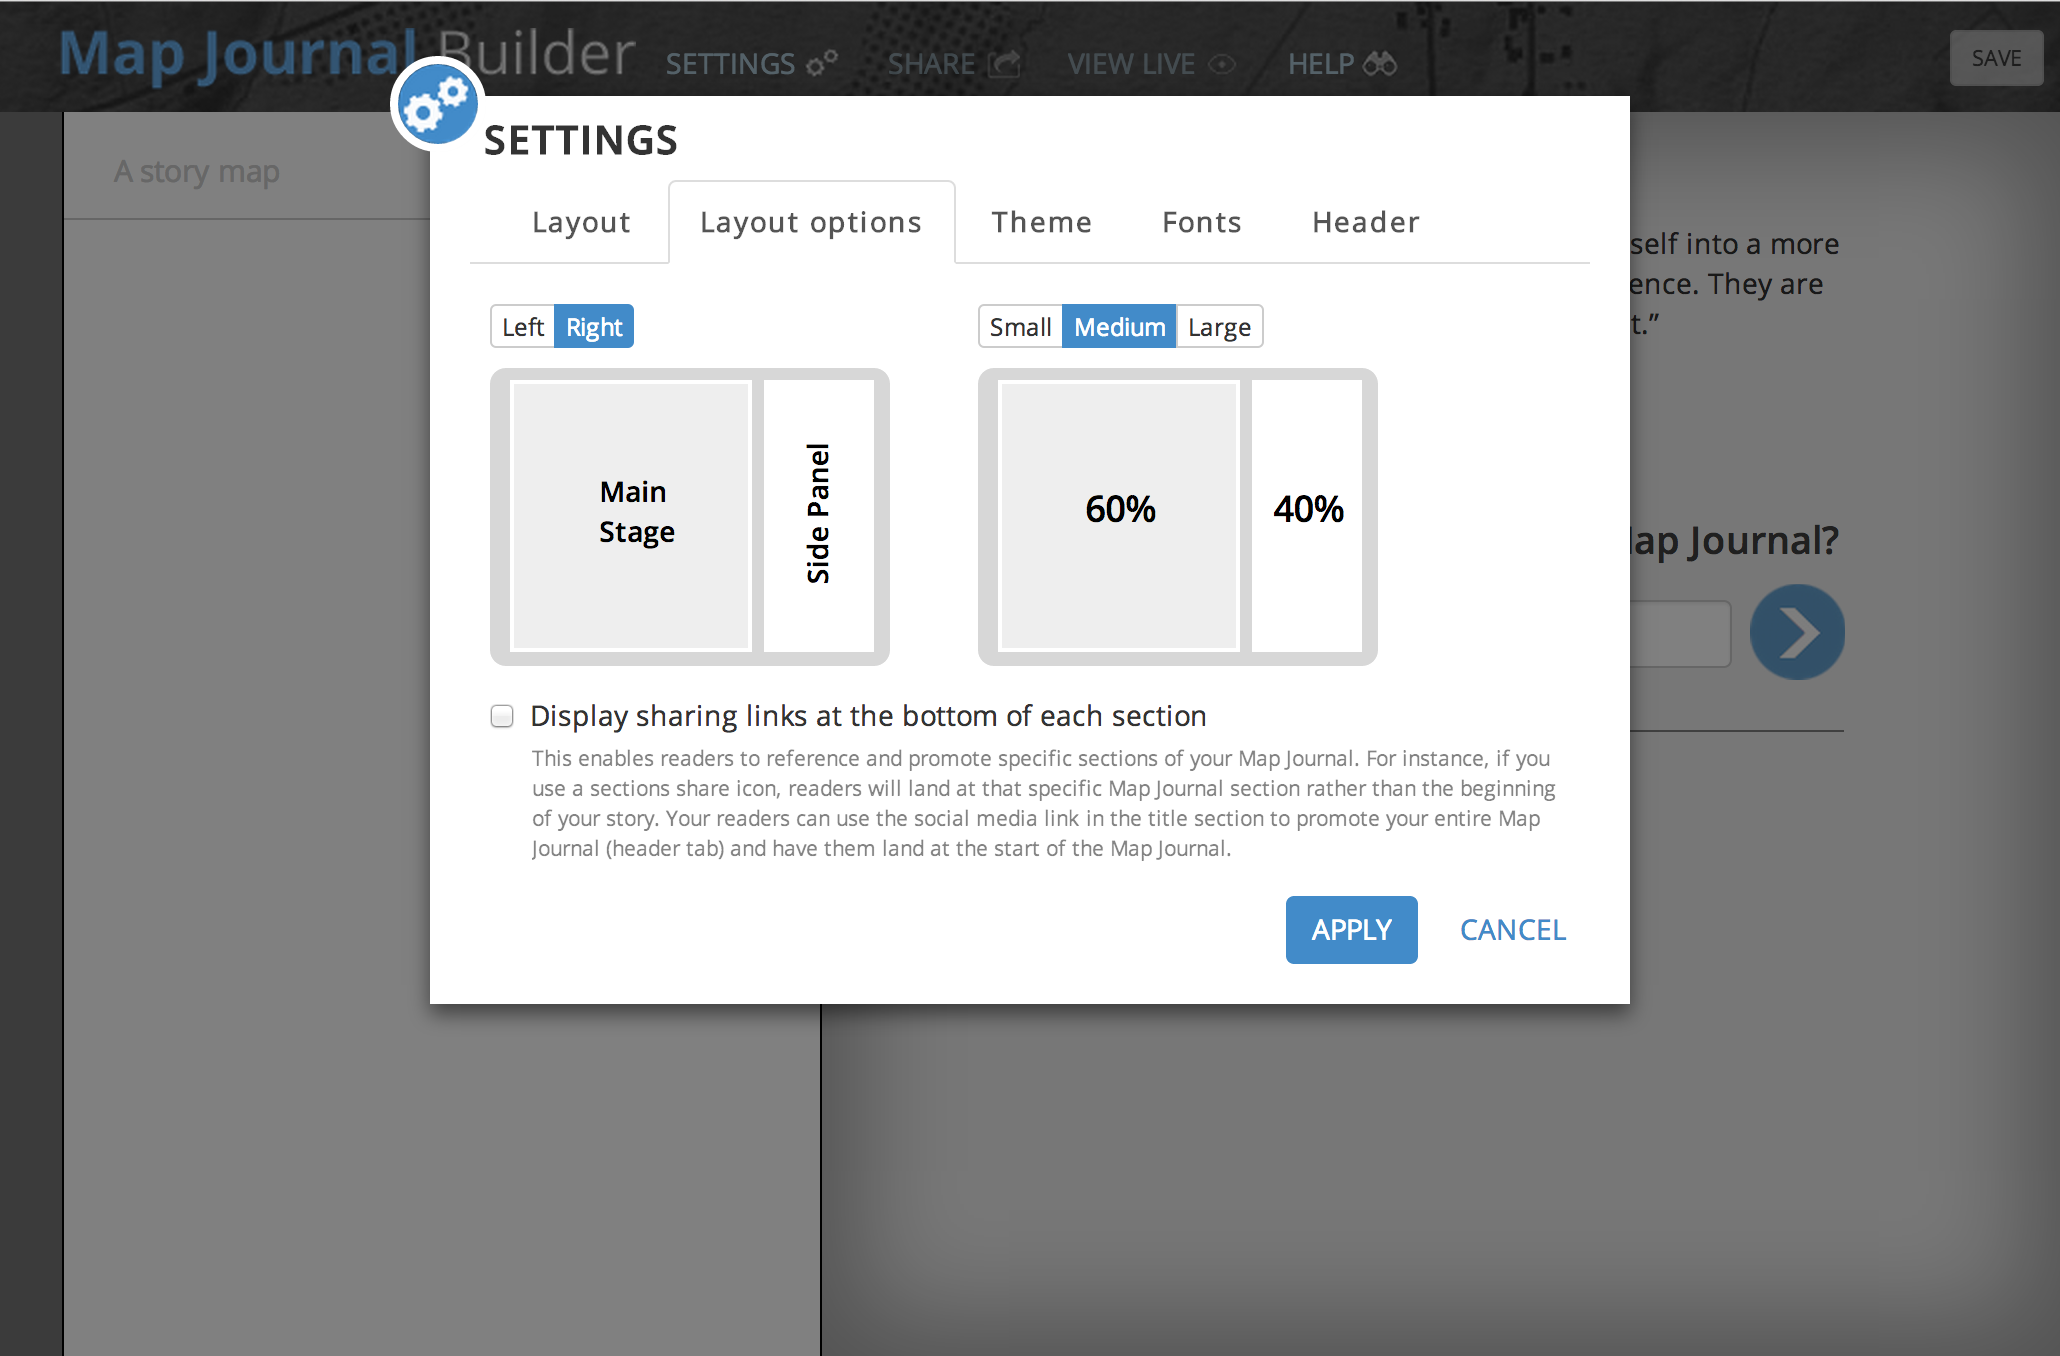 Map Journal Builder
SETTINGS
SHARE
VIEW LIVE
HELP
SAVE
A story map
SETTINGS
Layout
Layout options
Theme
Fonts
Header
Left
Right
Small
Medium
Large
Main
Stage
Side Panel
60%
40%
Display sharing links at the bottom of each section
This enables readers to reference and promote specific sections of your Map Journal. For instance, if you
use a sections share icon, readers will land at that specific Map Journal section rather than the beginning
of your story. Your readers can use the social media link in the title section to promote your entire Map
Journal (header tab) and have them land at the start of the Map Journal.
APPLY
CANCEL
self into a more
ence. They are
t.”
ap Journal?